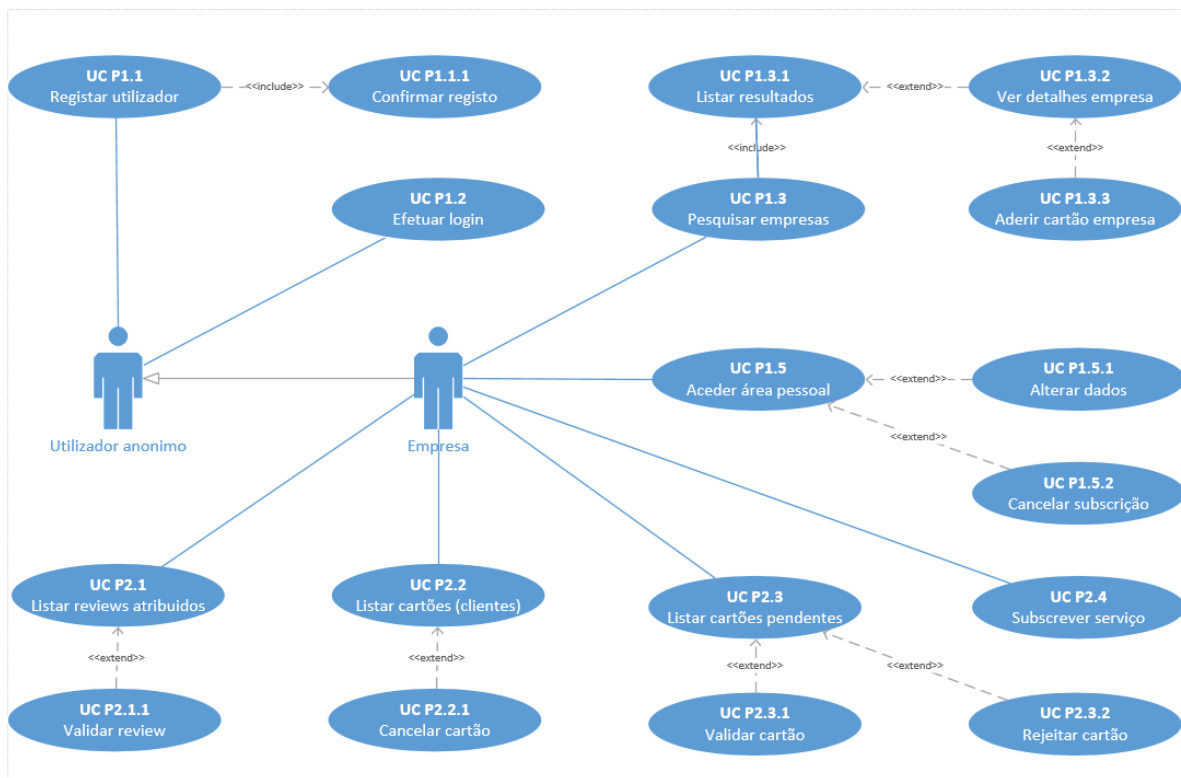 UC P1.1
Registar utilizador
<<include>>
UC P1.1.1
Confirmar registo
UC P1.3.1
Listar resultados
<<extend>>
UC P1.3.2
Ver detalhes empresa
<<include>>
<<extend>>
UC P1.2
Efetuar login
UC P1.3
Pesquisar empresas
UC P1.3.3
Aderir cartão empresa
Utilizador anonimo
Empresa
UC P1.5
Aceder área pessoal
<<extend>>
UC P1.5.1
Alterar dados
<<extend>>
UC P1.5.2
Cancelar subscrição
UC P2.1
Listar reviews atribuidos
UC P2.2
Listar cartões (clientes)
UC P2.3
Listar cartões pendentes
UC P2.4
Subscrever serviço
<<extend>>
<<extend>>
<<extend>>
<<extend>>
UC P2.1.1
Validar review
UC P2.2.1
Cancelar cartão
UC P2.3.1
Validar cartão
UC P2.3.2
Rejeitar cartão